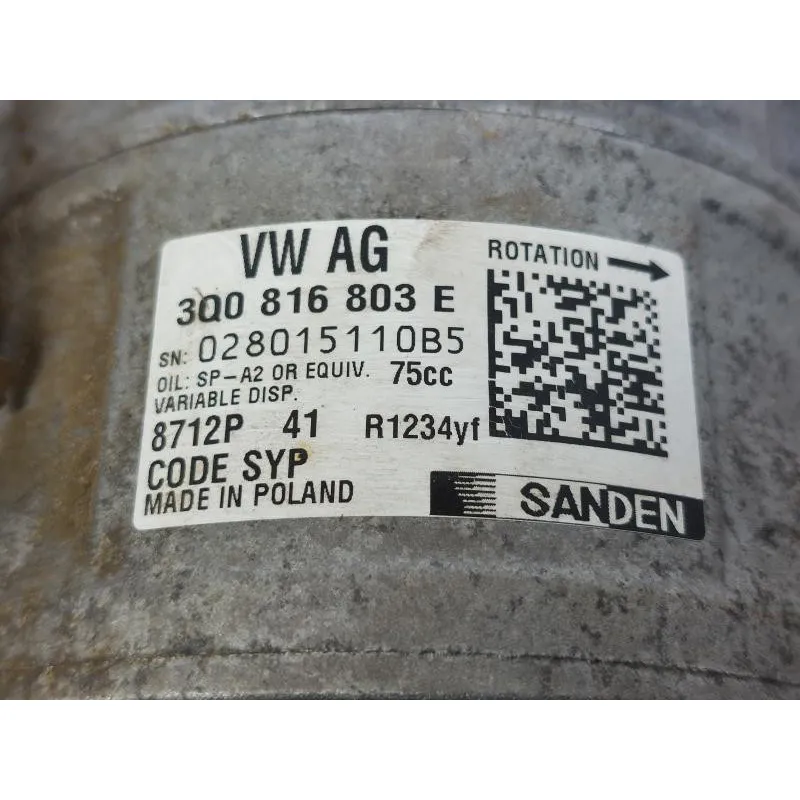 VW AG
ROTATION
3Q0 816 803 E
SN: 028015110B5
OIL: SP-A2 OR EQUIV. 75cc
VARIABLE DISP.
8712P 41 R1234yf
CODE SYP
MADE IN POLAND
SANDEN